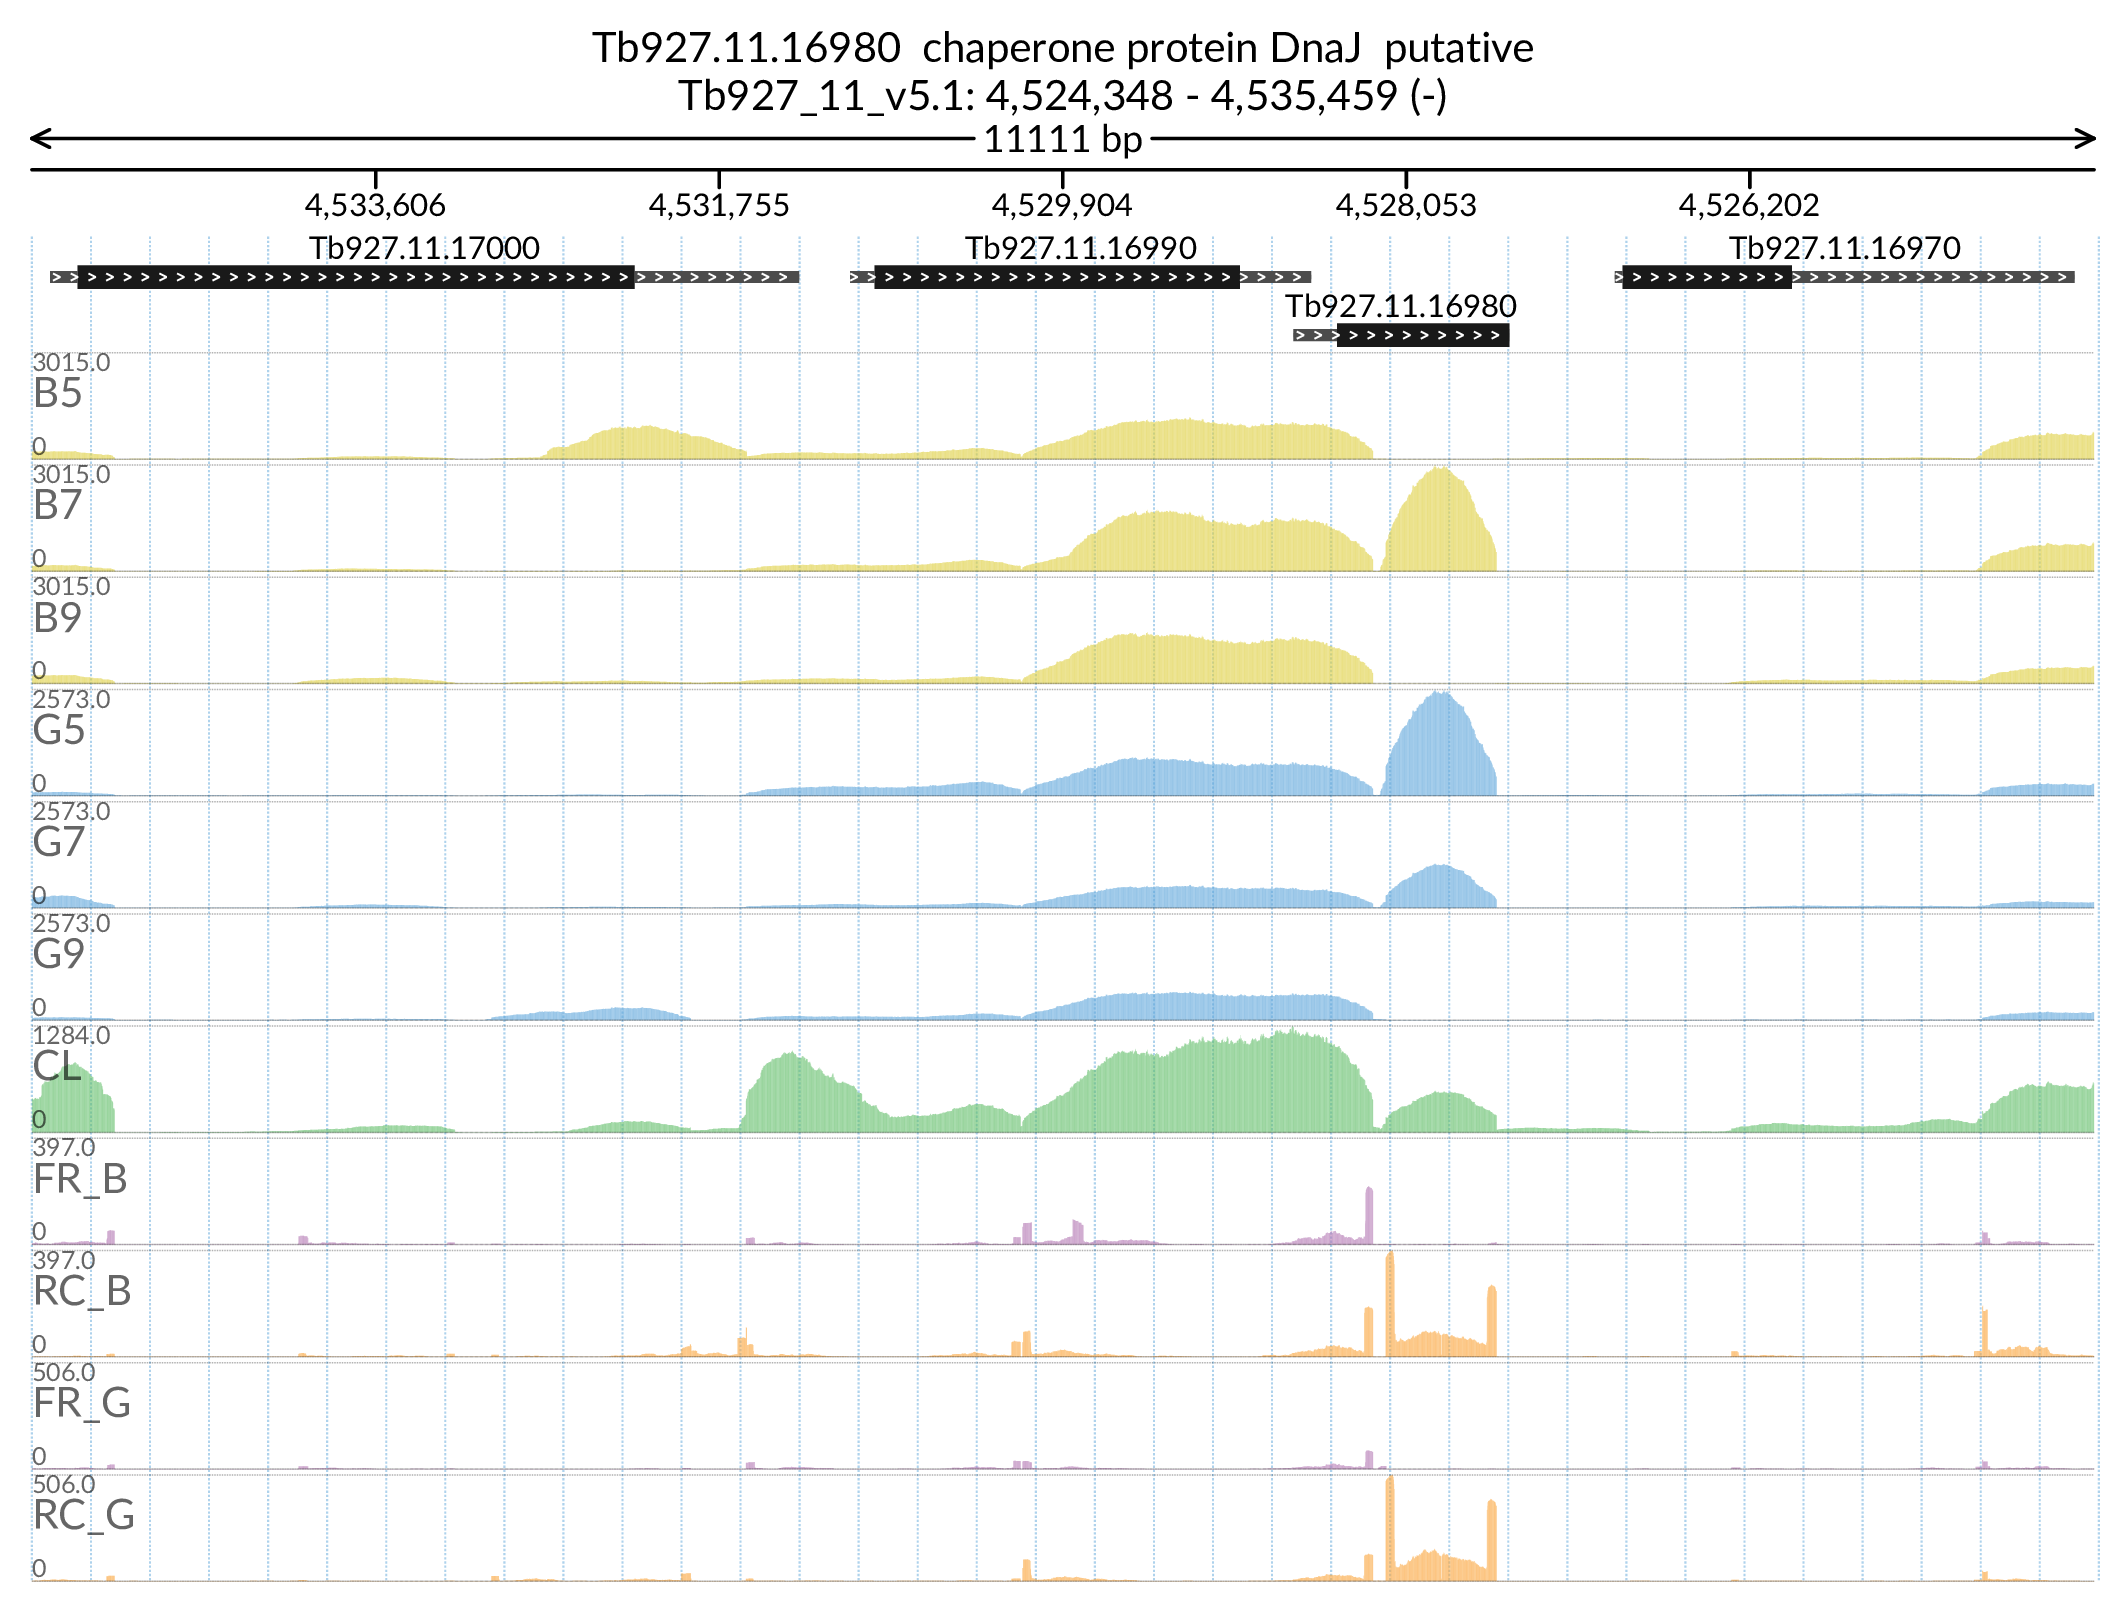 Tb927.11.16980 chaperone protein DnaJ putative
Tb927_11_v5.1: 4,524,348 - 4,535,459 (-)
11111 bp
4,533,606 4,531,755 4,529,904 4,528,053 4,526,202
Tb927.11.17000 Tb927.11.16990 Tb927.11.16970
Tb927.11.16980
3015.0
B5
0
3015.0
B7
0
3015.0
B9
0
2573.0
G5
0
2573.0
G7
0
2573.0
G9
0
1284.0
CL
0
397.0
FR_B
0
397.0
RC_B
0
506.0
FR_G
0
506.0
RC_G
0